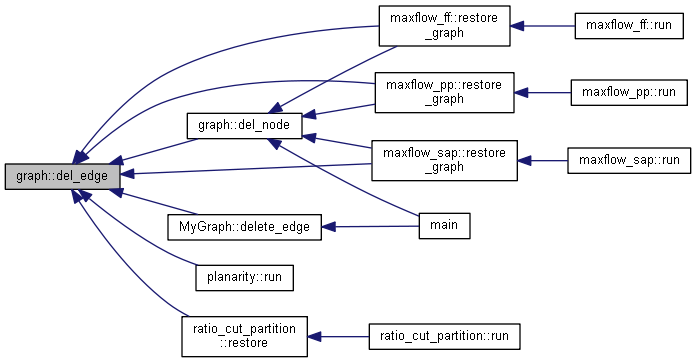 maxflow_ff::restore
_graph
maxflow_ff::run
maxflow_pp::restore
_graph
maxflow_pp::run
graph::del_node
maxflow_sap::restore
_graph
maxflow_sap::run
graph::del_edge
MyGraph::delete_edge
main
planarity::run
ratio_cut_partition
::restore
ratio_cut_partition::run